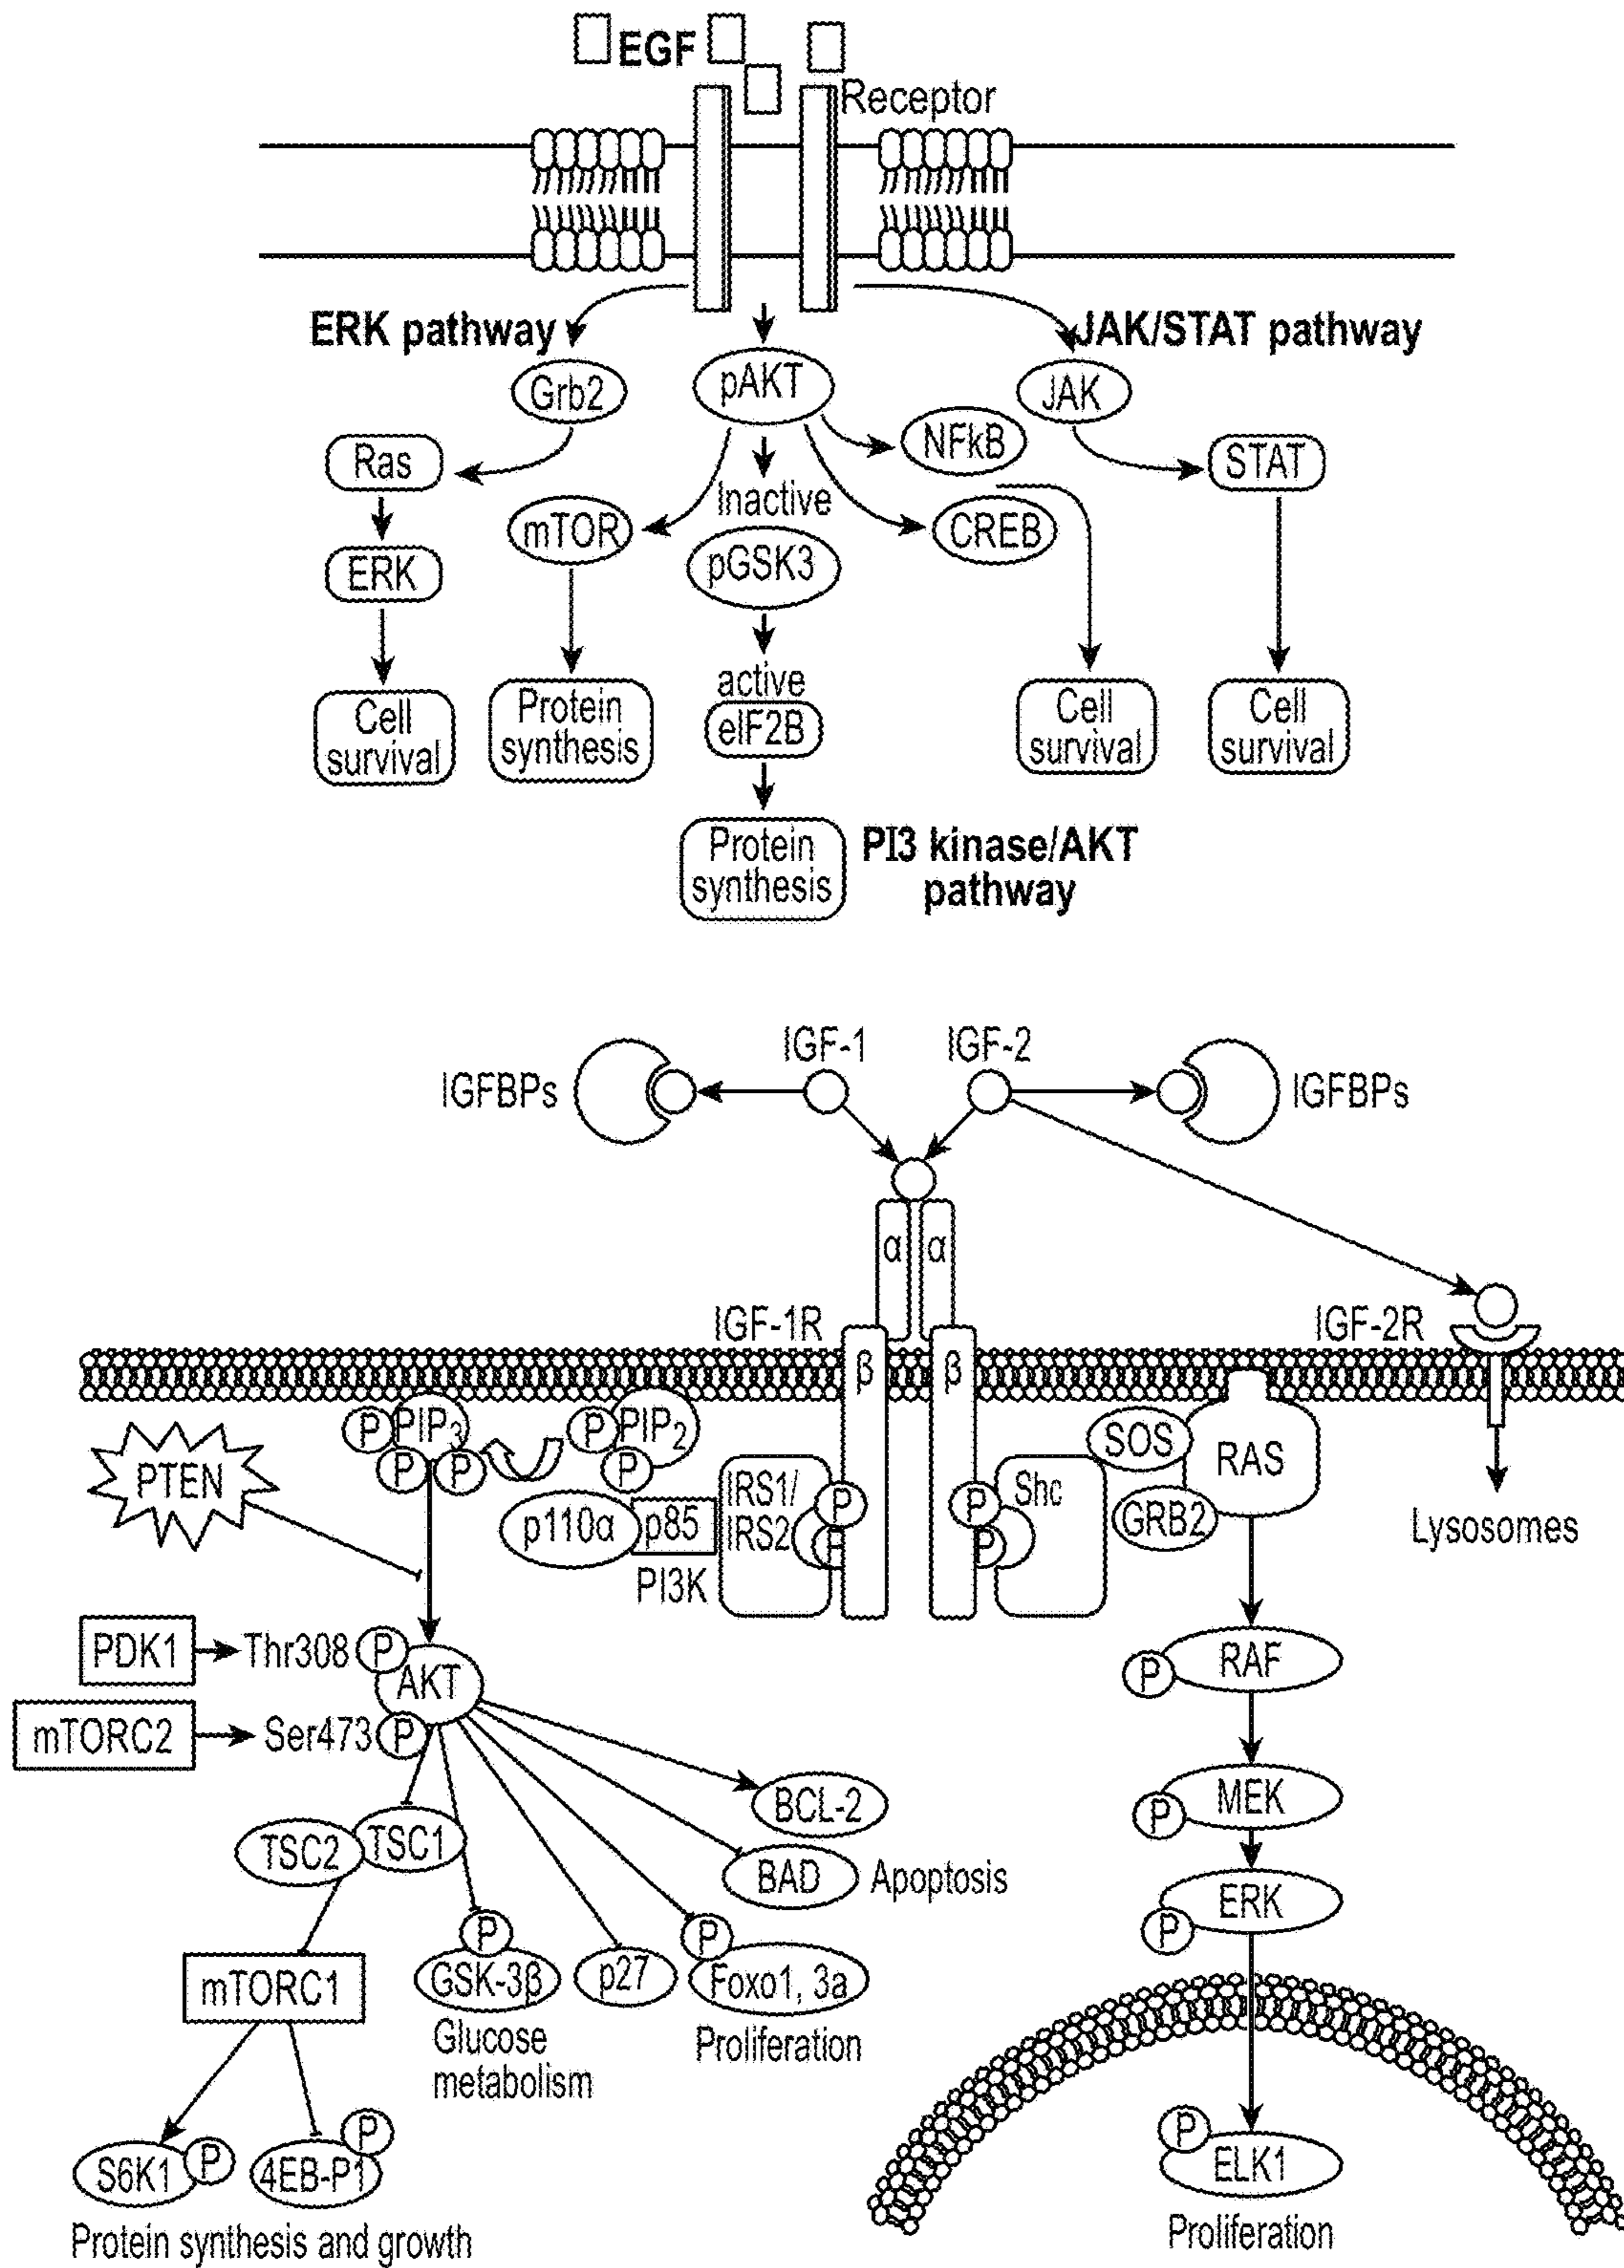 EGF
Receptor
ERK pathway
JAK/STAT pathway
Grb2
pAKT
JAK
NFkB
Ras
STAT
Inactive
mTOR
CREB
pGSK3
ERK
active
eIF2B
Cell
survival
Protein
synthesis
Cell
survival
Cell
survival
Protein
synthesis
PI3 kinase/AKT
pathway
IGF-1
IGF-2
IGFBPs
IGFBPs
α
α
IGF-1R
IGF-2R
β
β
P
PIP3
P
P
P
PIP2
P
PTEN
SOS
RAS
IRS1/
IRS2
P
P
P
P
Shc
GRB2
p110α
p85
PI3K
Lysosomes
PDK1
Thr308
P
AKT
mTORC2
Ser473
P
RAF
P
MEK
P
BCL-2
TSC2
TSC1
BAD
Apoptosis
ERK
P
P
P
mTORC1
GSK-3β
p27
Foxo1, 3a
Glucose
metabolism
Proliferation
S6K1
P
4EB-P1
P
P
ELK1
Protein synthesis and growth
Proliferation